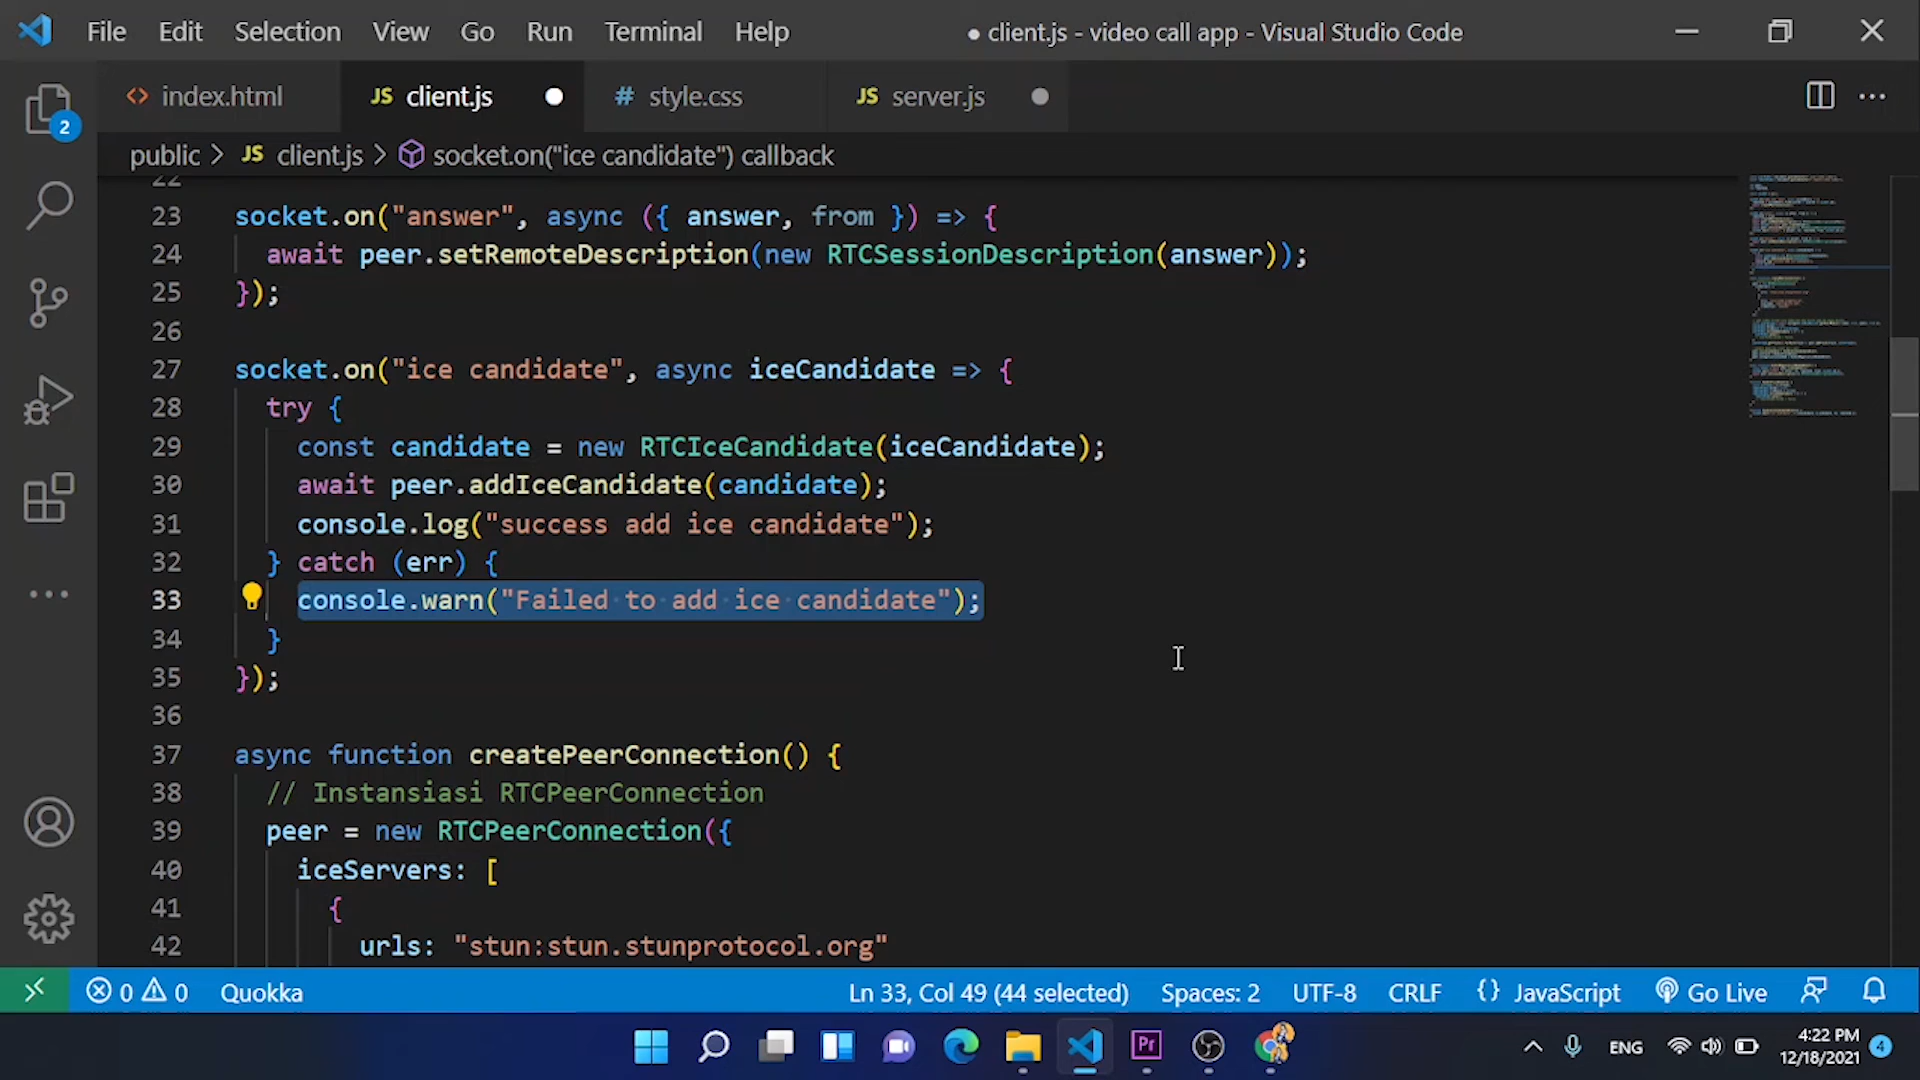 File Edit Selection View Go Run Terminal Help ● client.js - video call app - Visual Studio Code
<> index.html JS client.js # style.css JS server.js
2
public > JS client.js > socket.on("ice candidate") callback
22
23 socket.on("answer", async ({ answer, from }) => {
24 await peer.setRemoteDescription(new RTCSessionDescription(answer));
25 });
26
27 socket.on("ice candidate", async iceCandidate => {
28 try {
29 const candidate = new RTCIceCandidate(iceCandidate);
30 await peer.addIceCandidate(candidate);
31 console.log("success add ice candidate");
32 } catch (err) {
33 console.warn("Failed to add ice candidate");
34 }
35 });
36
37 async function createPeerConnection() {
38 // Instansiasi RTCPeerConnection
39 peer = new RTCPeerConnection({
40 iceServers: [
41 {
42 urls: "stun:stun.stunprotocol.org"
0 0 Quokka Ln 33, Col 49 (44 selected) Spaces: 2 UTF-8 CRLF {} JavaScript Go Live
Pr ENG 4:22 PM
12/18/2021 4